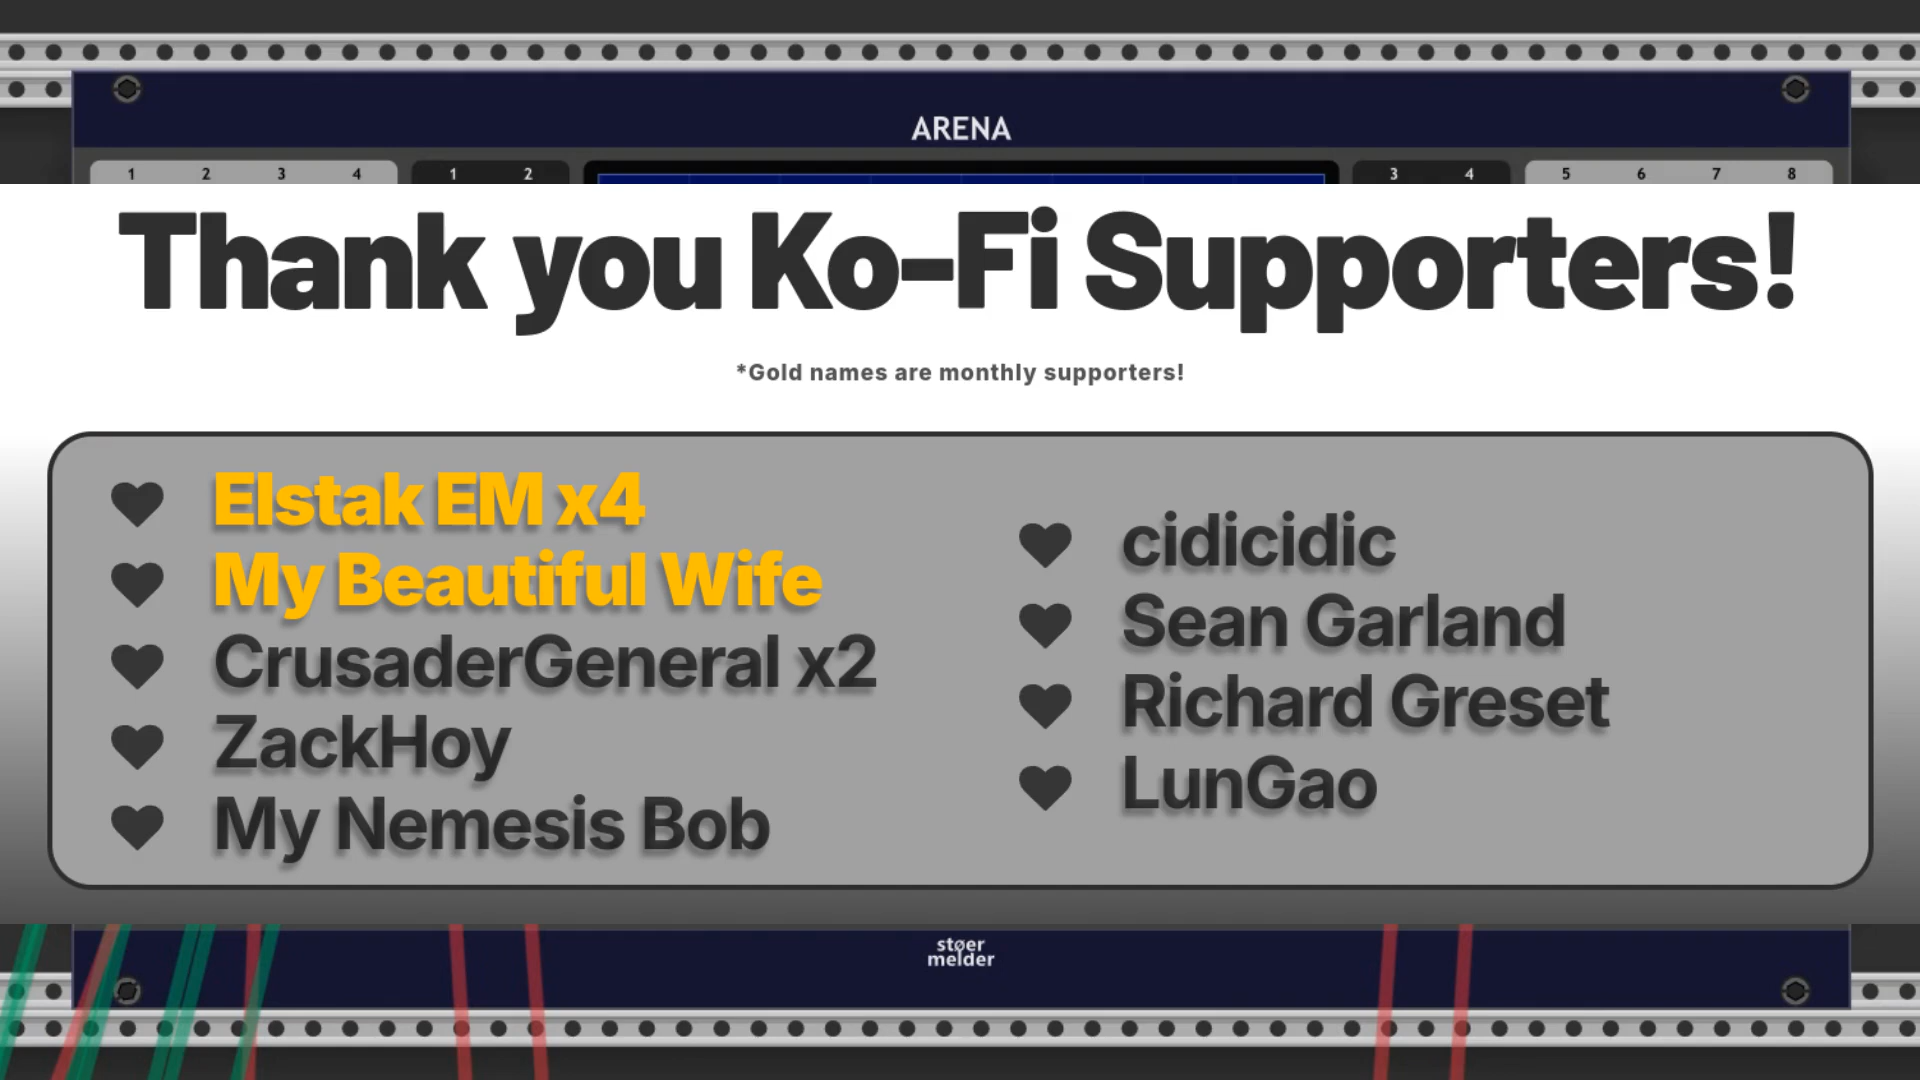 ARENA
1 2 3 4 1 2 3 4 5 6 7 8
Thank you Ko-Fi Supporters!
*Gold names are monthly supporters!
Elstak EM x4
My Beautiful Wife
CrusaderGeneral x2
ZackHoy
My Nemesis Bob
cidicidic
Sean Garland
Richard Greset
LunGao
støer
melder